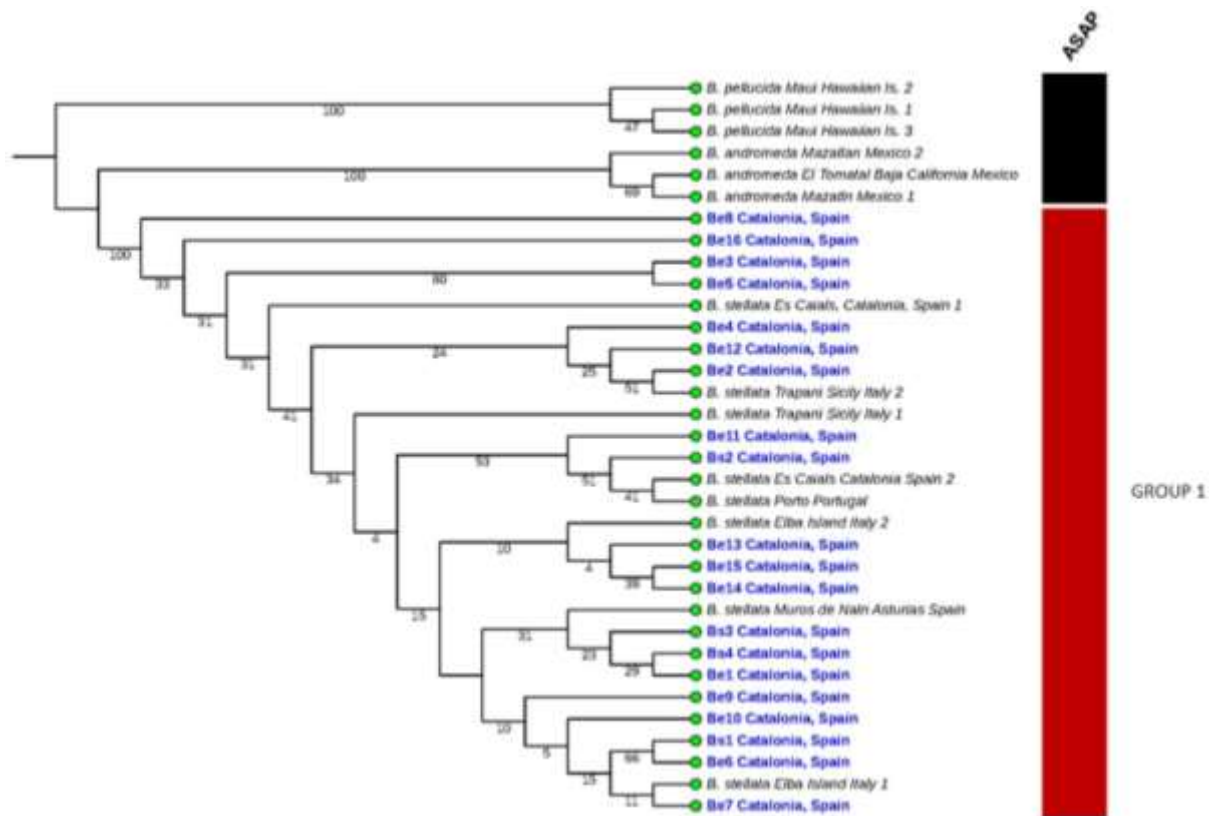 ASAP
B. pellucida Maui Hawaiian Is. 2
100
B. pellucida Maui Hawaiian Is. 1
47
B. pellucida Maui Hawaiian Is. 3
B. andromeda Mazatlan Mexico 2
100
B. andromeda El Tomatal Baja California Mexico
69
B. andromeda Mazatln Mexico 1
Be8 Catalonia, Spain
100
Be16 Catalonia, Spain
33
Be3 Catalonia, Spain
80
Be5 Catalonia, Spain
B. stellata Es Caials, Catalonia, Spain 1
31
Be4 Catalonia, Spain
24
Be12 Catalonia, Spain
31
25
Be2 Catalonia, Spain
51
B. stellata Trapani Sicity Italy 2
41
B. stellata Trapani Sicity Italy 1
Be11 Catalonia, Spain
53
Bs2 Catalonia, Spain
34
51
B. stellata Es Caials Catalonia Spain 2
41
B. stellata Porto Portugal
GROUP 1
B. stellata Elba Island Italy 2
4
Be13 Catalonia, Spain
10
Be15 Catalonia, Spain
4
39
Be14 Catalonia, Spain
B. stellata Muros de Naln Asturias Spain
15
Bs3 Catalonia, Spain
31
Bs4 Catalonia, Spain
23
29
Be1 Catalonia, Spain
Be9 Catalonia, Spain
Be10 Catalonia, Spain
10
Bs1 Catalonia, Spain
5
66
Be6 Catalonia, Spain
15
B. stellata Elba Island Italy 1
11
Be7 Catalonia, Spain